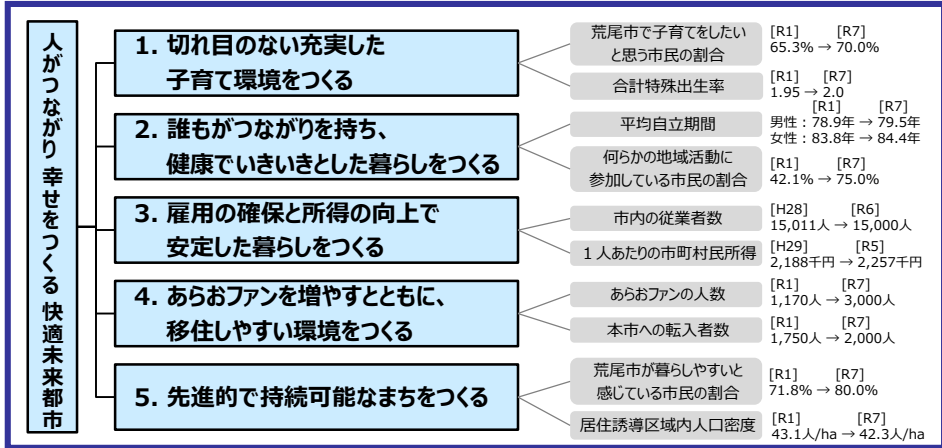 人がつながり 幸せをつくる 快適未来都市
1. 切れ目のない充実した
子育て環境をつくる
荒尾市で子育てをしたい
と思う市民の割合
[R1] [R7]
65.3% → 70.0%
合計特殊出生率
[R1] [R7]
1.95 → 2.0
2. 誰もがつながりを持ち、
健康でいきいきとした暮らしをつくる
平均自立期間
[R1] [R7]
男性：78.9年 → 79.5年
女性：83.8年 → 84.4年
何らかの地域活動に
参加している市民の割合
[R1] [R7]
42.1% → 75.0%
3. 雇用の確保と所得の向上で
安定した暮らしをつくる
市内の従業者数
[H28] [R6]
15,011人 → 15,000人
１人あたりの市町村民所得
[H29] [R5]
2,188千円 → 2,257千円
4. あらおファンを増やすとともに、
移住しやすい環境をつくる
あらおファンの人数
[R1] [R7]
1,170人 → 3,000人
本市への転入者数
[R1] [R7]
1,750人 → 2,000人
5. 先進的で持続可能なまちをつくる
荒尾市が暮らしやすいと
感じている市民の割合
[R1] [R7]
71.8% → 80.0%
居住誘導区域内人口密度
[R1] [R7]
43.1人/ha → 42.3人/ha